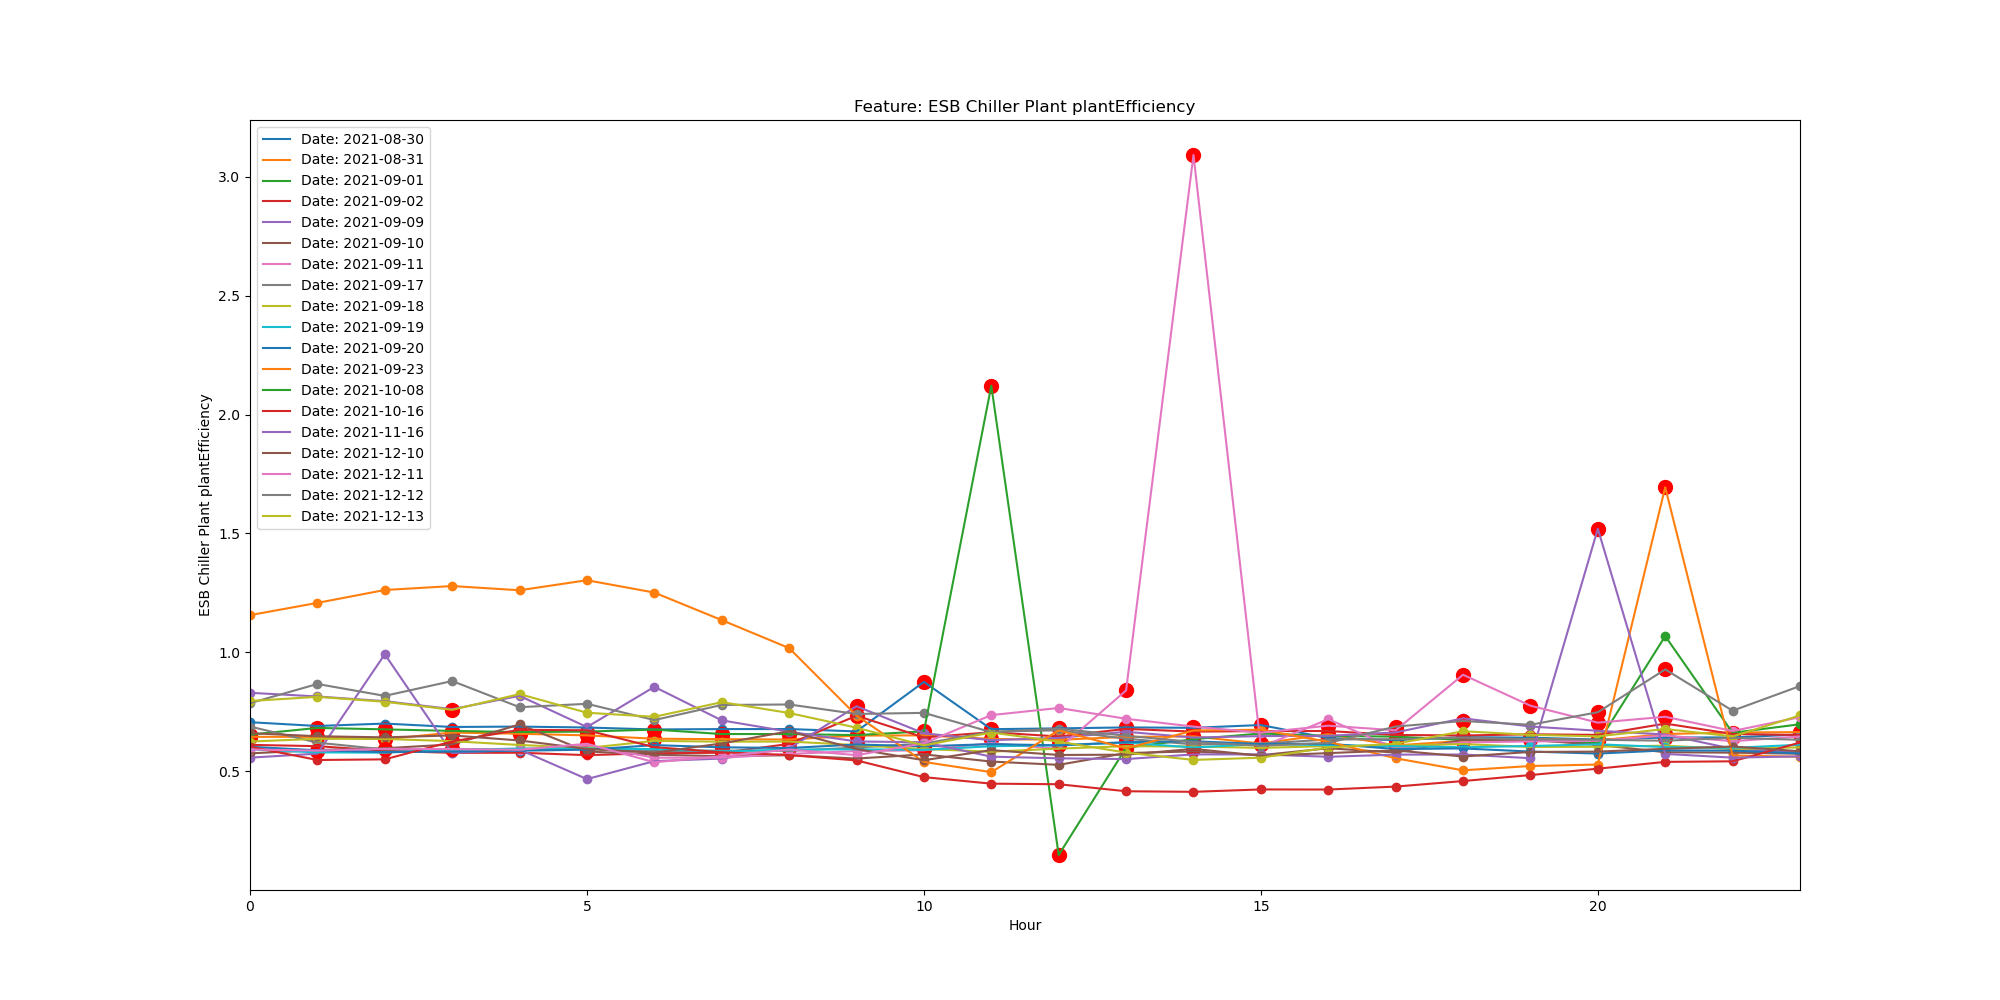 Feature: ESB Chiller Plant plantEfficiency
Date: 2021-08-30
Date: 2021-08-31
Date: 2021-09-01
Date: 2021-09-02
Date: 2021-09-09
Date: 2021-09-10
Date: 2021-09-11
Date: 2021-09-17
Date: 2021-09-18
Date: 2021-09-19
Date: 2021-09-20
Date: 2021-09-23
Date: 2021-10-08
Date: 2021-10-16
Date: 2021-11-16
Date: 2021-12-10
Date: 2021-12-11
Date: 2021-12-12
Date: 2021-12-13
ESB Chiller Plant plantEfficiency
3.0
2.5
2.0
1.5
1.0
0.5
0 5 10 15 20
Hour